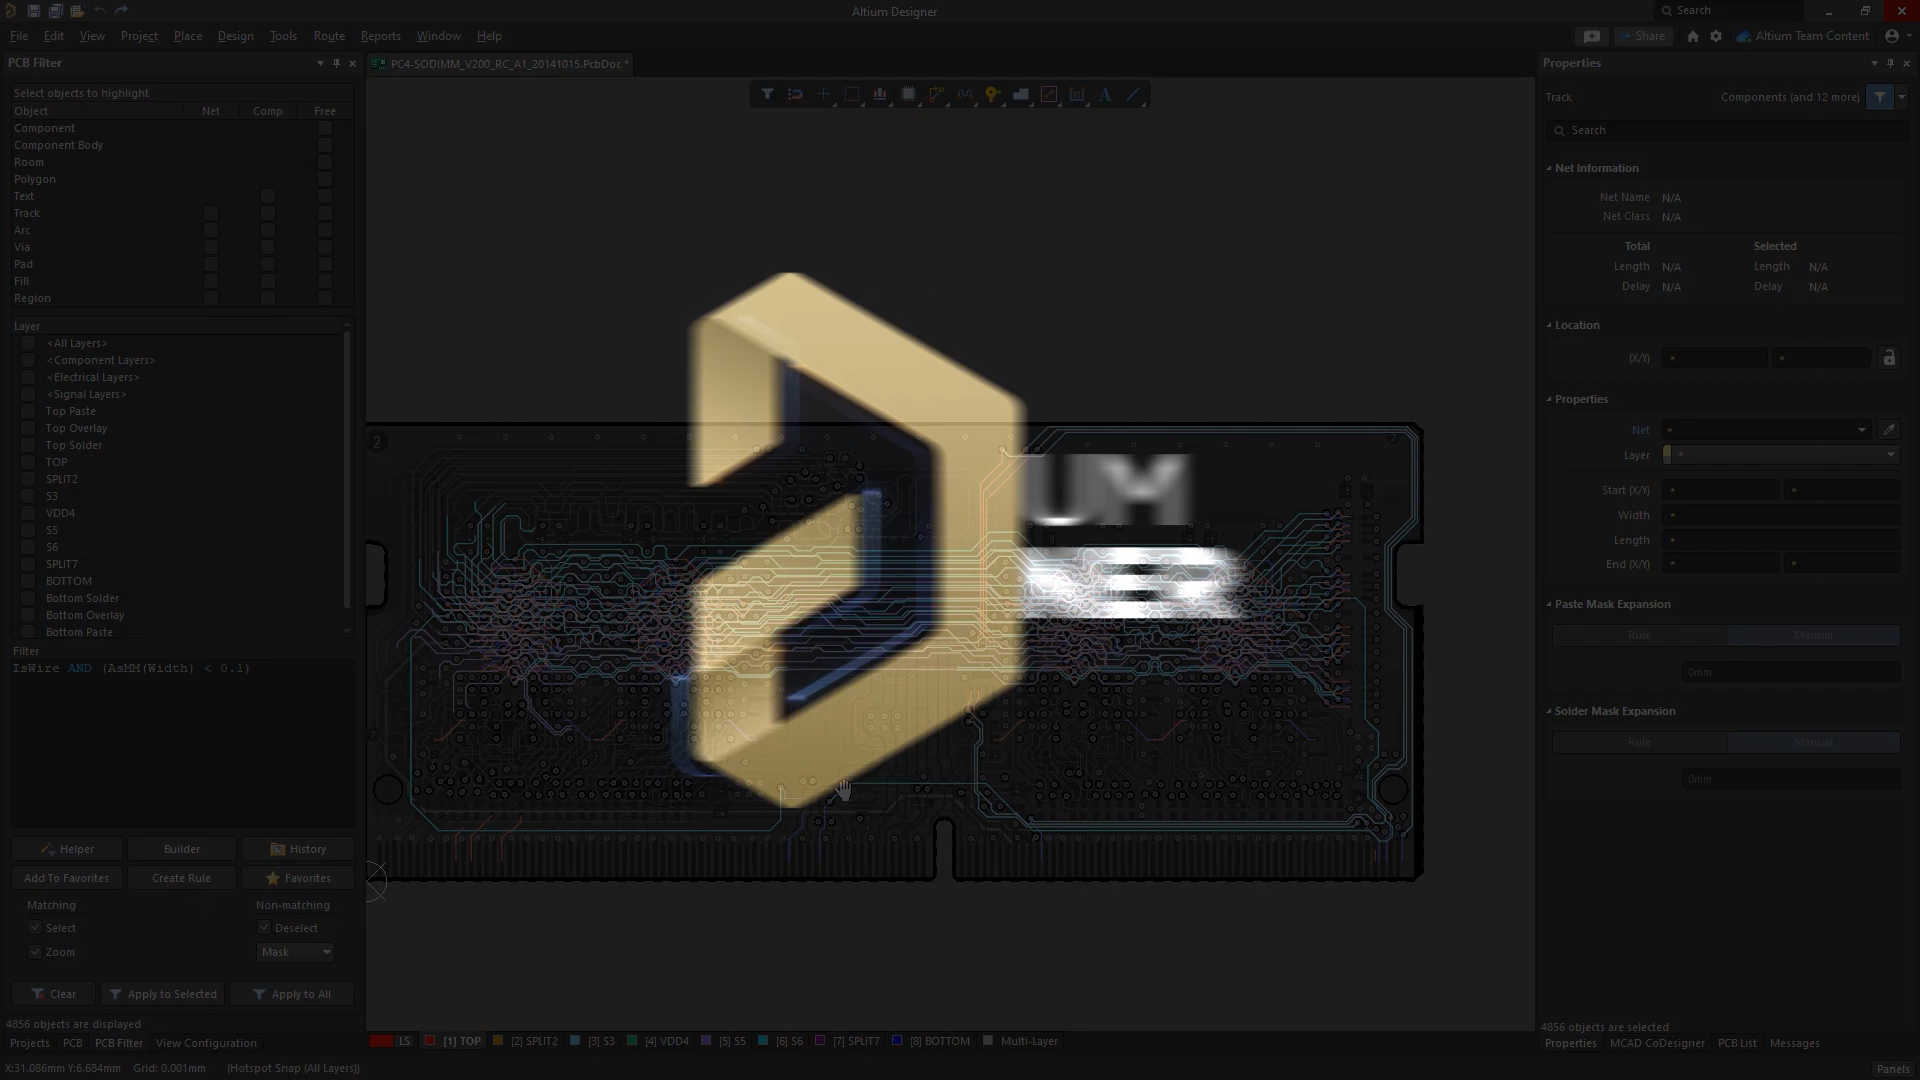 Altium Designer
Search
File Edit View Project Place Design Tools Route Reports Window Help
Share
Altium Team Content
PCB Filter
PC4-SODIMM_V200_RC_A1_20141015.PcbDoc *
Properties
Select objects to highlight
Object Net Comp Free
Component
Component Body
Room
Polygon
Text
Track
Arc
Via
Pad
Fill
Region
Layer
<All Layers>
<Component Layers>
<Electrical Layers>
<Signal Layers>
Top Paste
Top Overlay
Top Solder
TOP
SPLIT2
S3
VDD4
S5
S6
SPLIT7
BOTTOM
Bottom Solder
Bottom Overlay
Bottom Paste
Filter
IsWire AND (AsMM(Width) < 0.1)
Helper Builder History
Add To Favorites Create Rule Favorites
Matching Non-matching
Select Deselect
Zoom Mask
Clear Apply to Selected Apply to All
4856 objects are displayed
Projects PCB PCB Filter View Configuration
X:31.086mm Y:6.684mm Grid: 0.001mm (Hotspot Snap (All Layers))
2
LS [1] TOP [2] SPLIT2 [3] S3 [4] VDD4 [5] S5 [6] S6 [7] SPLIT7 [8] BOTTOM Multi-Layer
Track Components (and 12 more)
Search
Net Information
Net Name N/A
Net Class N/A
Total Selected
Length N/A Length N/A
Delay N/A Delay N/A
Location
(X/Y) * *
Properties
Net *
Layer *
Start (X/Y) * *
Width *
Length *
End (X/Y) * *
Paste Mask Expansion
Rule Manual
0mm
Solder Mask Expansion
Rule Manual
0mm
4856 objects are selected
Properties MCAD CoDesigner PCB List Messages
Panels